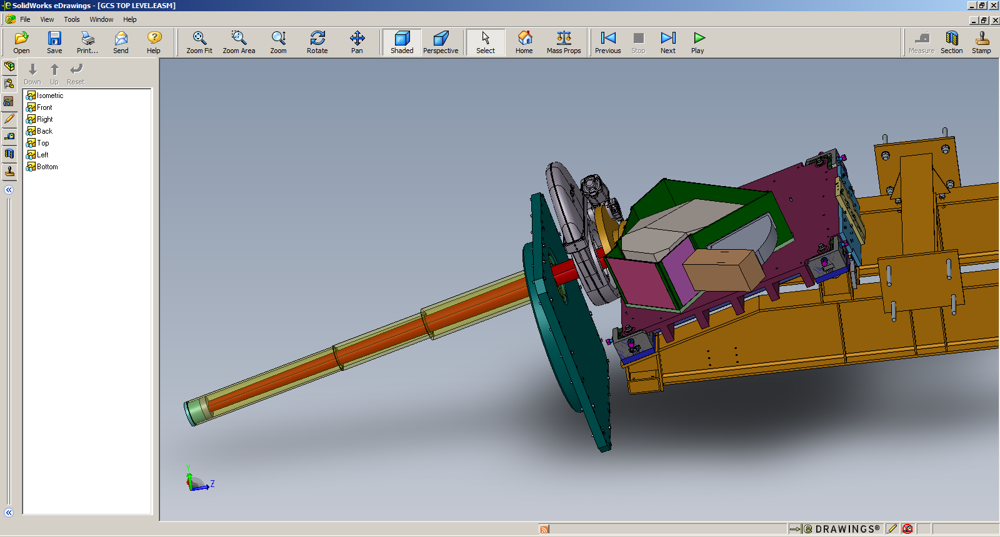 SolidWorks eDrawings - [GCS TOP LEVEL.EASM]
File View Tools Window Help
Open Save Print... Send Help Zoom Fit Zoom Area Zoom Rotate Pan Shaded Perspective Select Home Mass Props Previous Stop Next Play Measure Section Stamp
Down Up Reset
Isometric
Front
Right
Back
Top
Left
Bottom
Y
Z
e DRAWINGS®